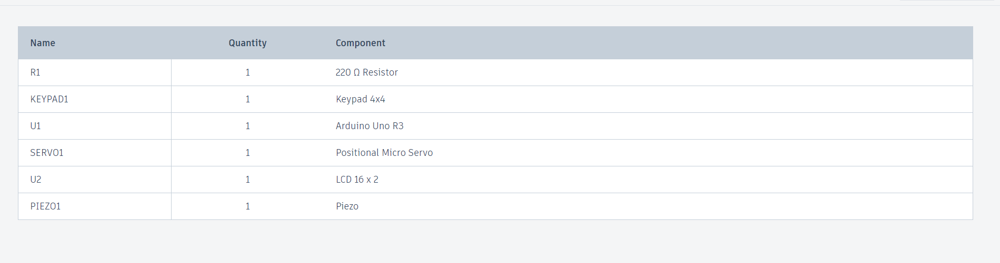 Name Quantity Component
R1 1 220 Ω Resistor
KEYPAD1 1 Keypad 4x4
U1 1 Arduino Uno R3
SERVO1 1 Positional Micro Servo
U2 1 LCD 16 x 2
PIEZO1 1 Piezo